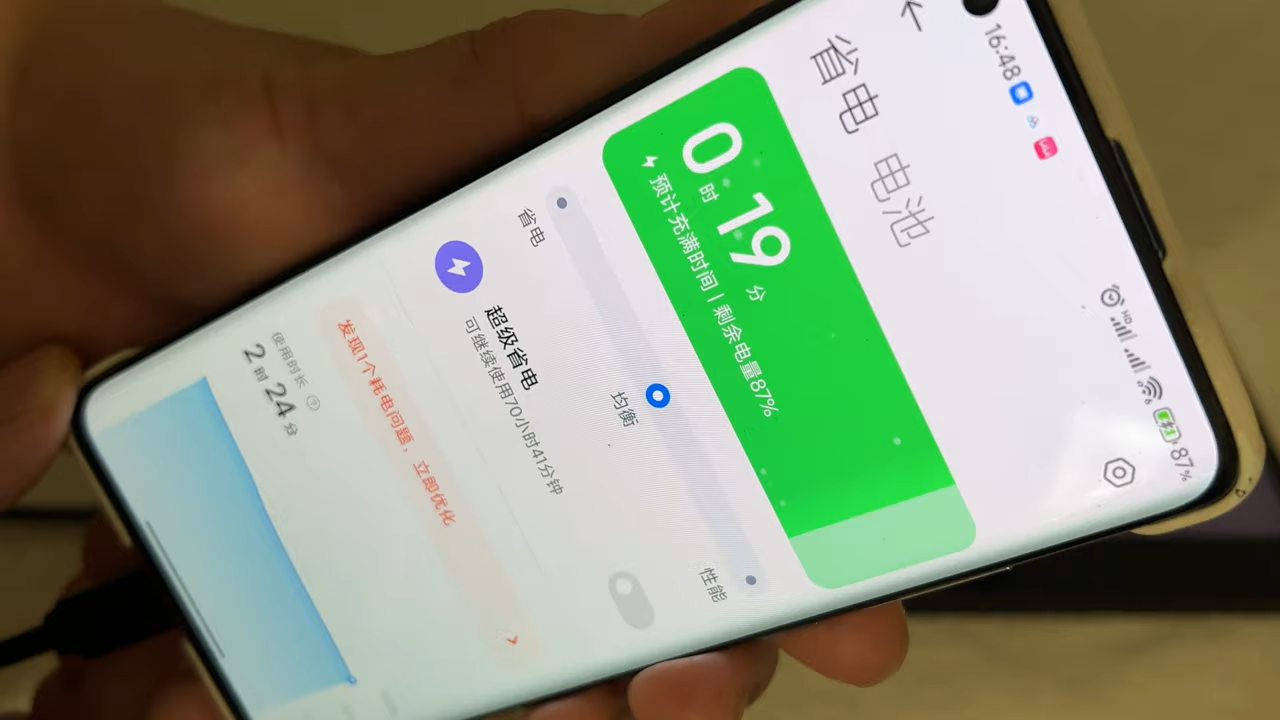 16:48
HD
6
87%
省电 电池
0时19分
预计充满时间 | 剩余电量87%
省电 均衡 性能
超级省电
可继续使用70小时41分钟
发现1个耗电问题，立即优化
使用时长
2时24分